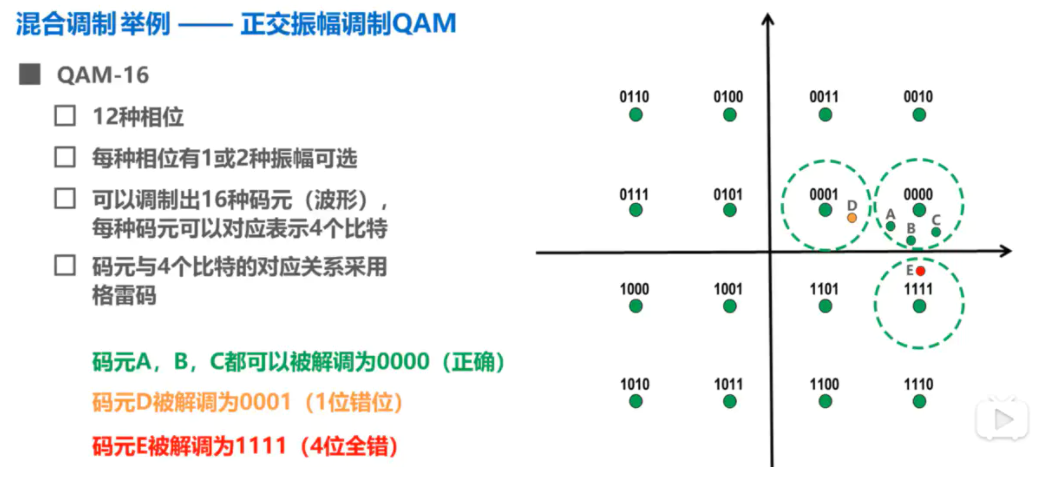 混合调制 举例 —— 正交振幅调制QAM
QAM-16
12种相位
每种相位有1或2种振幅可选
可以调制出16种码元（波形），
每种码元可以对应表示4个比特
码元与4个比特的对应关系采用
格雷码
码元A，B，C都可以被解调为0000（正确）
码元D被解调为0001（1位错位）
码元E被解调为1111（4位全错）
0110 0100 0011 0010
0111 0101 0001 0000
D A B C
E
1000 1001 1101 1111
1010 1011 1100 1110